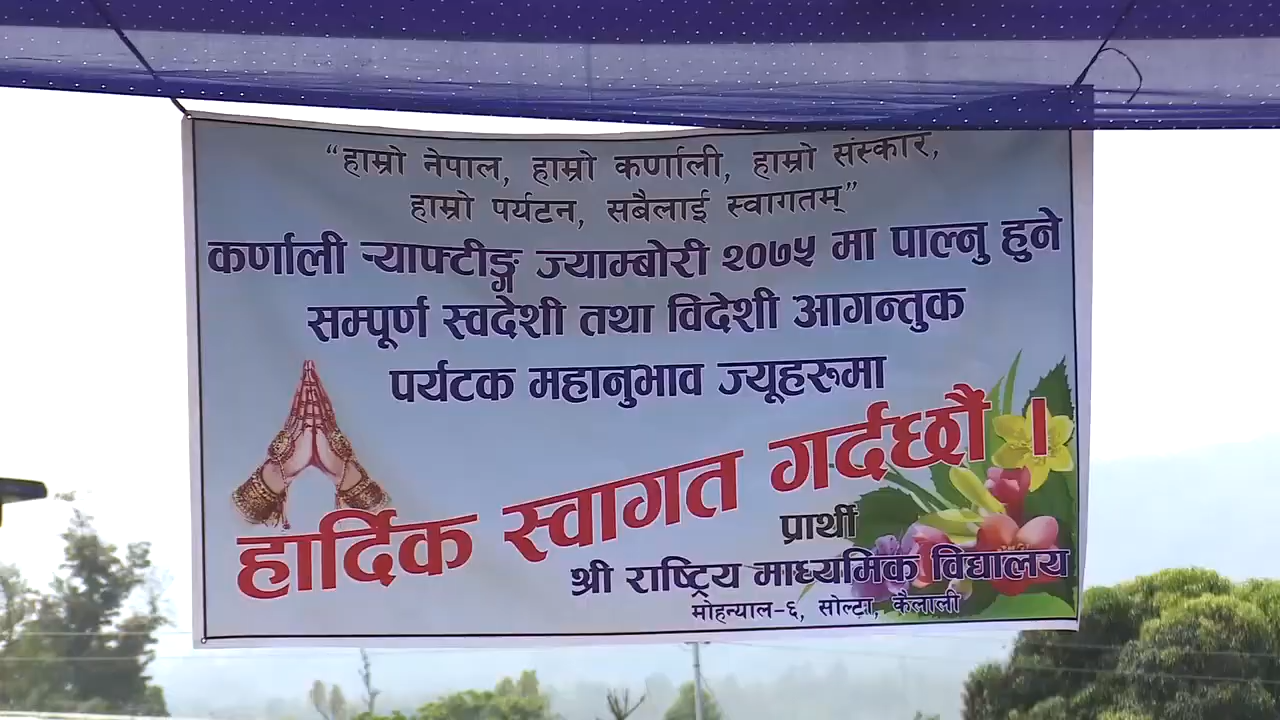 “हाम्रो नेपाल, हाम्रो कर्णाली, हाम्रो संस्कार,
हाम्रो पर्यटन, सबैलाई स्वागतम्”
कर्णाली ऱ्याफ्टीङ्ग ज्याम्बोरी २०७५ मा पाल्नु हुने
सम्पूर्ण स्वदेशी तथा विदेशी आगन्तुक
पर्यटक महानुभाव ज्यूहरुमा
हार्दिक स्वागत गर्दछौं ।
प्रार्थी
श्री राष्ट्रिय माध्यमिक विद्यालय
मोहन्याल-६, सोल्टा, कैलाली